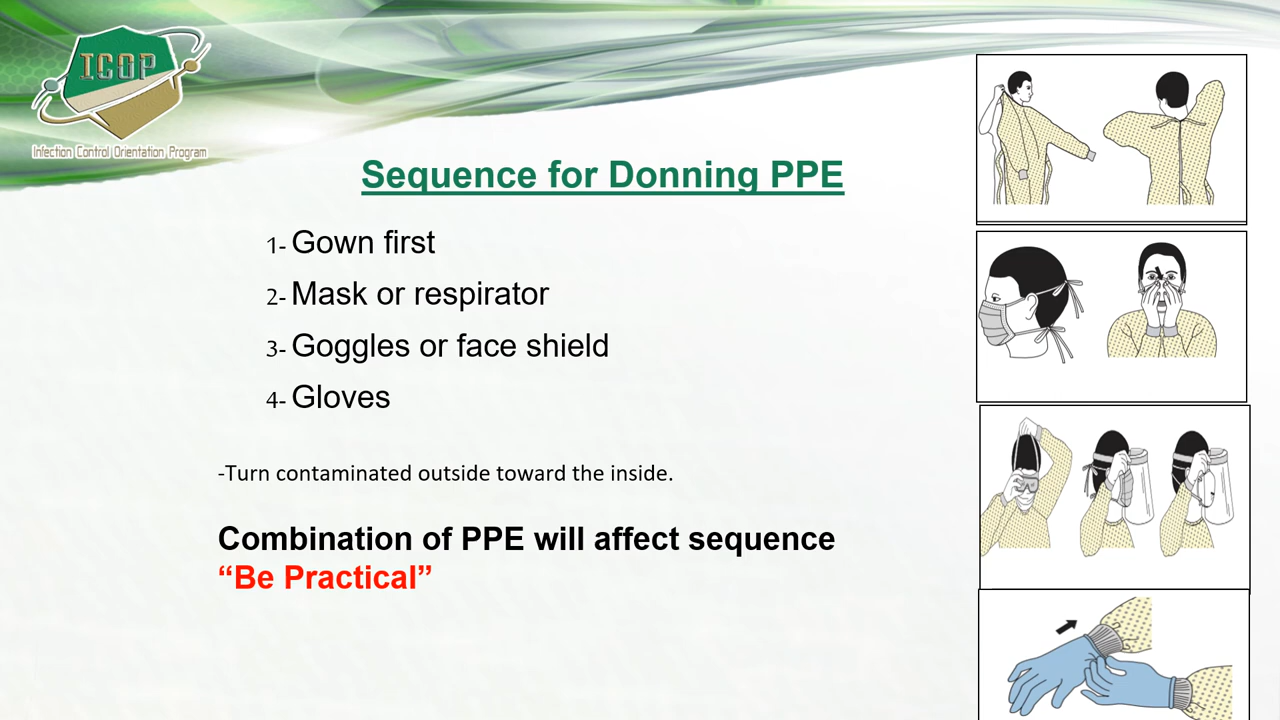 ICOP
Infection Control Orientation Program
Sequence for Donning PPE
1- Gown first
2- Mask or respirator
3- Goggles or face shield
4- Gloves
-Turn contaminated outside toward the inside.
Combination of PPE will affect sequence
“Be Practical”